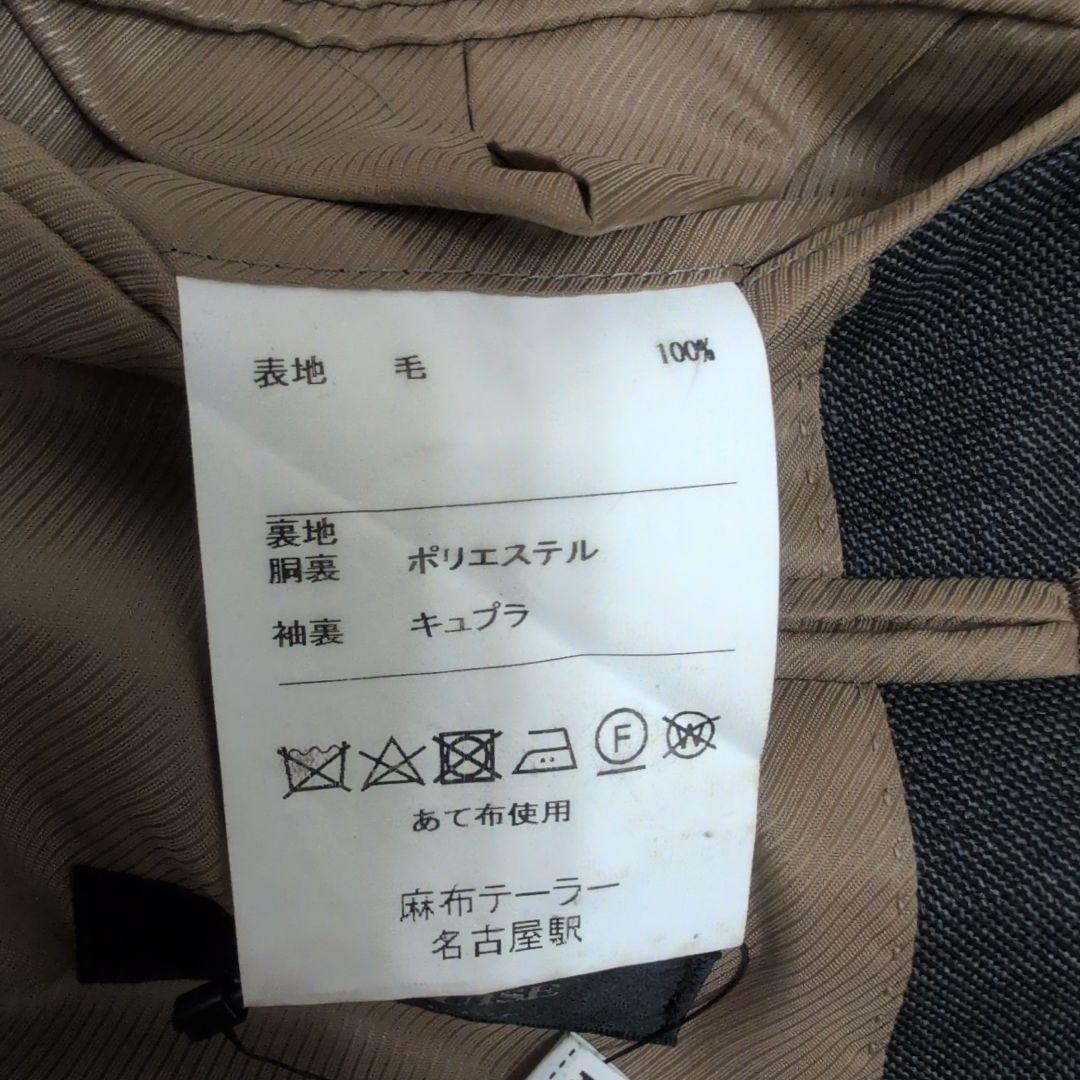 表地 毛 100%
裏地
胴裏 ポリエステル
袖裏 キュプラ
F W
あて布使用
麻布テーラー
名古屋駅